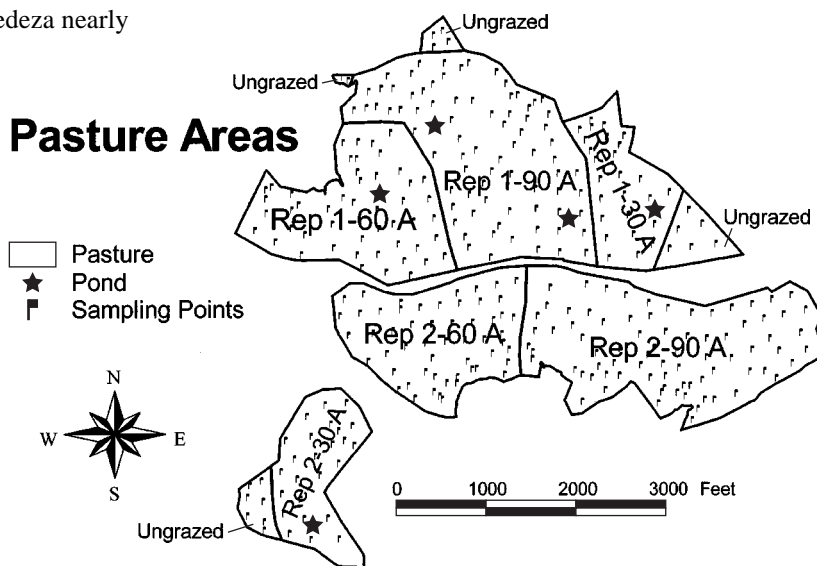 edeza nearly
Ungrazed
Ungrazed
Pasture Areas
Rep 1-90 A
Rep 1-30 A
Rep 1-60 A
Ungrazed
Pasture
Pond
Sampling Points
Rep 2-60 A
Rep 2-90 A
N
W E
S
Rep 2-30 A
0 1000 2000 3000 Feet
Ungrazed